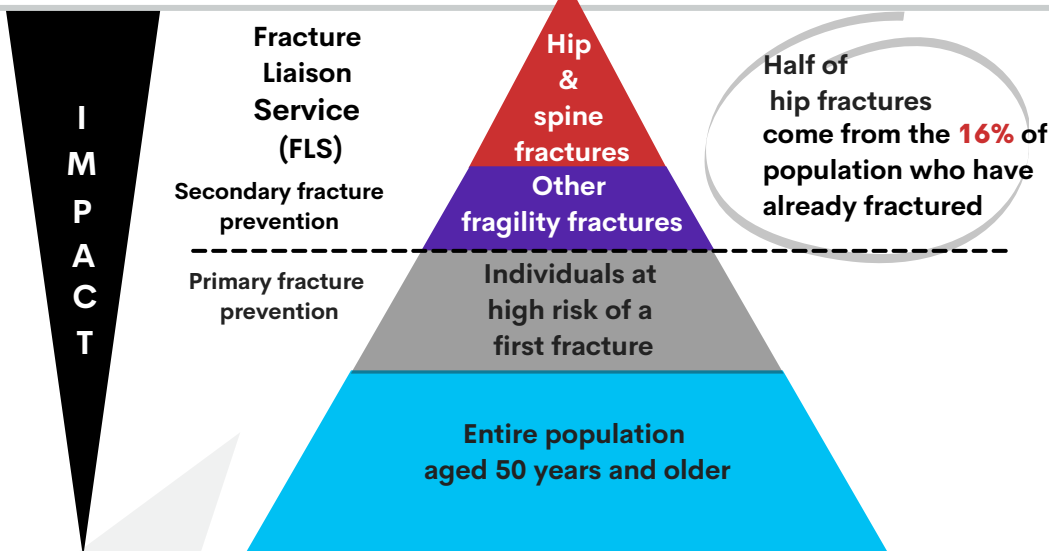 I
M
P
A
C
T
Fracture
Liaison
Service
(FLS)
Secondary fracture
prevention
Primary fracture
prevention
Hip
&
spine
fractures
Other
fragility fractures
Individuals at
high risk of a
first fracture
Entire population
aged 50 years and older
Half of
hip fractures
come from the 16% of
population who have
already fractured